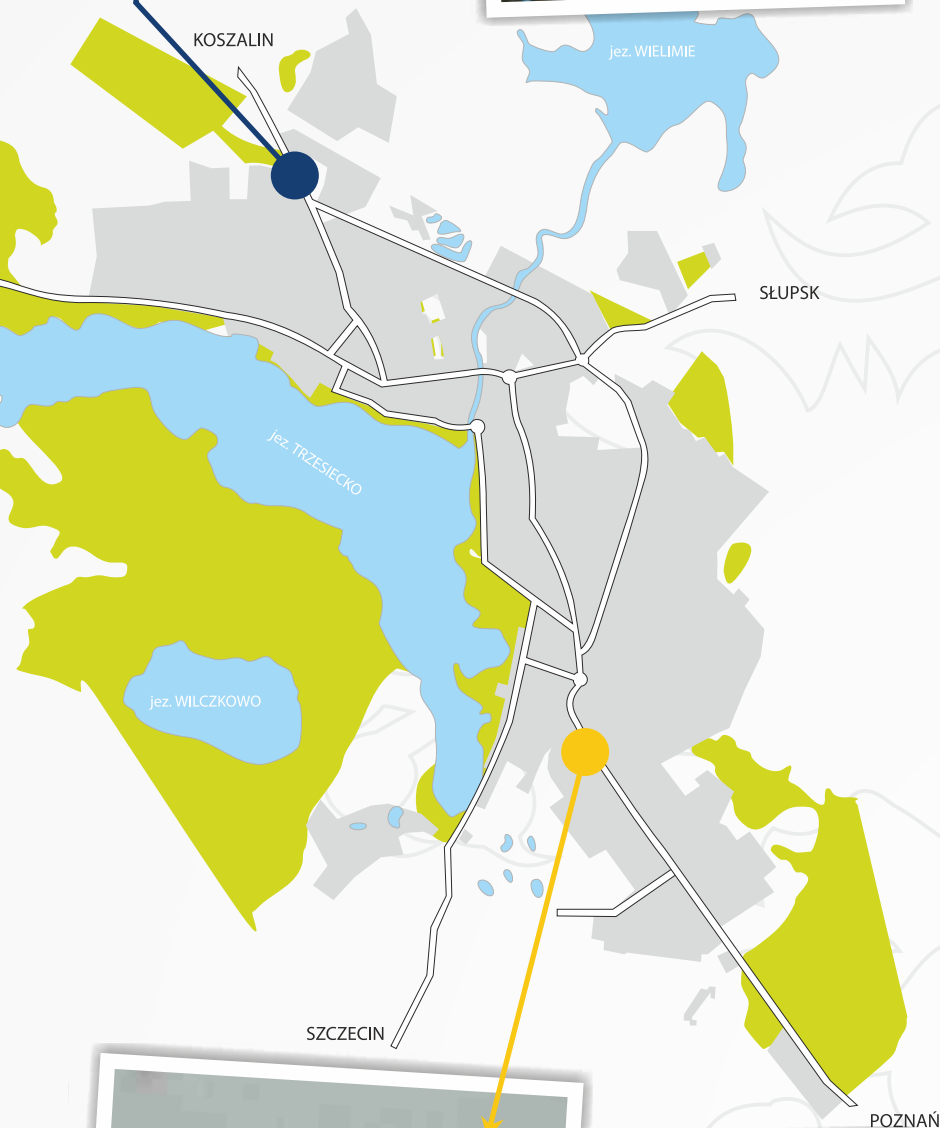 KOSZALIN
jez. WIELIMIE
SŁUPSK
jez. TRZESIECKO
jez. WILCZKOWO
SZCZECIN
POZNAŃ